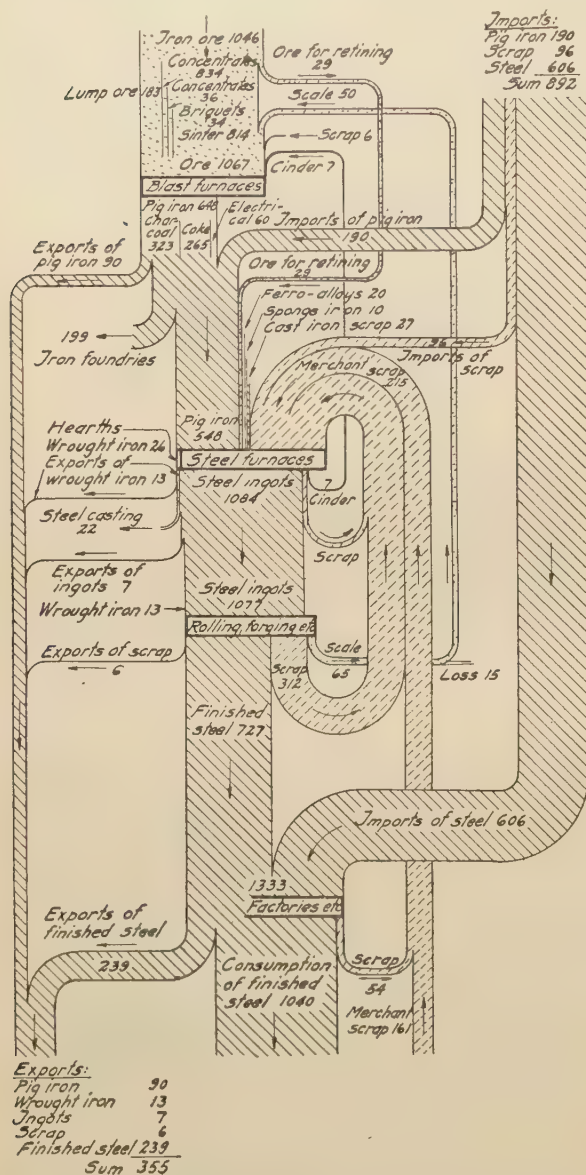 Imports:
Pig iron 190
Scrap 96
Steel 606
Sum 892
Iron ore 1046
Concentrates
834
Lump ore 183
Concentrates
36
Briquets
34
Sinter 814
Ore 1067
Ore for refining
29
Scale 50
Scrap 6
Cinder 7
Blast furnaces
Pig iron 648
Charcoal
323
Coke
265
Electri-
cal 60
Imports of pig iron
190
Exports of
pig iron 90
Ore for refining
29
Ferro-alloys 20
Sponge iron 10
Cast iron scrap 27
199
Iron foundries
96
Imports of
scrap
Merchant
scrap
215
Pig iron
548
Hearths
Wrought iron 26
Exports of
wrought iron 13
Steel furnaces
Steel ingots
1084
7
Cinder
Steel casting
22
Scrap
Exports of
ingots 7
Steel ingots
1077
Wrought iron 13
Rolling, forging etc
Exports of scrap
6
Scrap
312
Scale
65
Loss 15
Finished
steel 727
Imports of steel 606
1333
Factories etc
Exports of
finished steel
239
Consumption
of finished
steel 1040
Scrap
54
Merchant
scrap 161
Exports:
Pig iron 90
Wrought iron 13
Ingots 7
Scrap 6
Finished steel 239
Sum 355